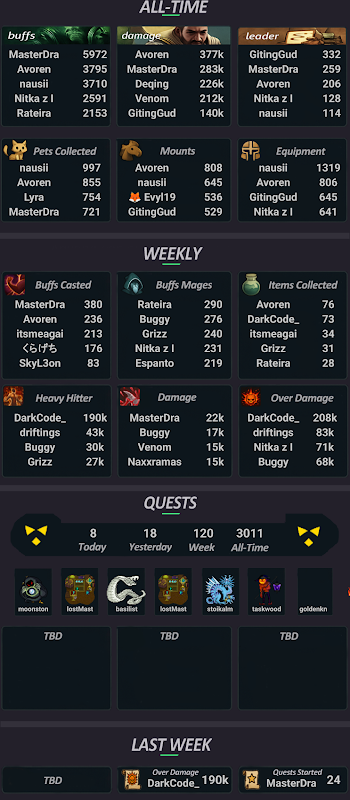 ALL-TIME
buffs
MasterDra 5972
Avoren 3795
nausii 3710
Nitka z l 2591
Rateira 2153
damage
Avoren 377k
MasterDra 283k
Deqing 226k
Venom 212k
GitingGud 140k
leader
GitingGud 332
MasterDra 259
Avoren 206
Nitka z l 128
nausii 114
Pets Collected
nausii 997
Avoren 855
Lyra 754
MasterDra 721
Mounts
Avoren 808
nausii 645
🦊 Evyl19 536
GitingGud 529
Equipment
nausii 1319
Avoren 806
GitingGud 645
Nitka z l 641
WEEKLY
Buffs Casted
MasterDra 380
Avoren 236
itsmeagai 213
くらげち 176
SkyL3on 83
Buffs Mages
Rateira 290
Buggy 276
Grizz 240
Nitka z l 231
Espanto 219
Items Collected
Avoren 76
DarkCode_ 73
itsmeagai 34
Grizz 31
Rateira 28
Heavy Hitter
DarkCode_ 190k
driftings 43k
Buggy 30k
Grizz 27k
Damage
MasterDra 22k
Buggy 17k
Venom 15k
Naxxramas 15k
Over Damage
DarkCode_ 208k
driftings 83k
Nitka z l 71k
Buggy 68k
QUESTS
8 18 120 3011
Today Yesterday Week All-Time
moonston lostMast basilist lostMast stoikalm taskwood goldenkn
TBD TBD TBD
LAST WEEK
TBD
Over Damage
DarkCode_ 190k
Quests Started
MasterDra 24